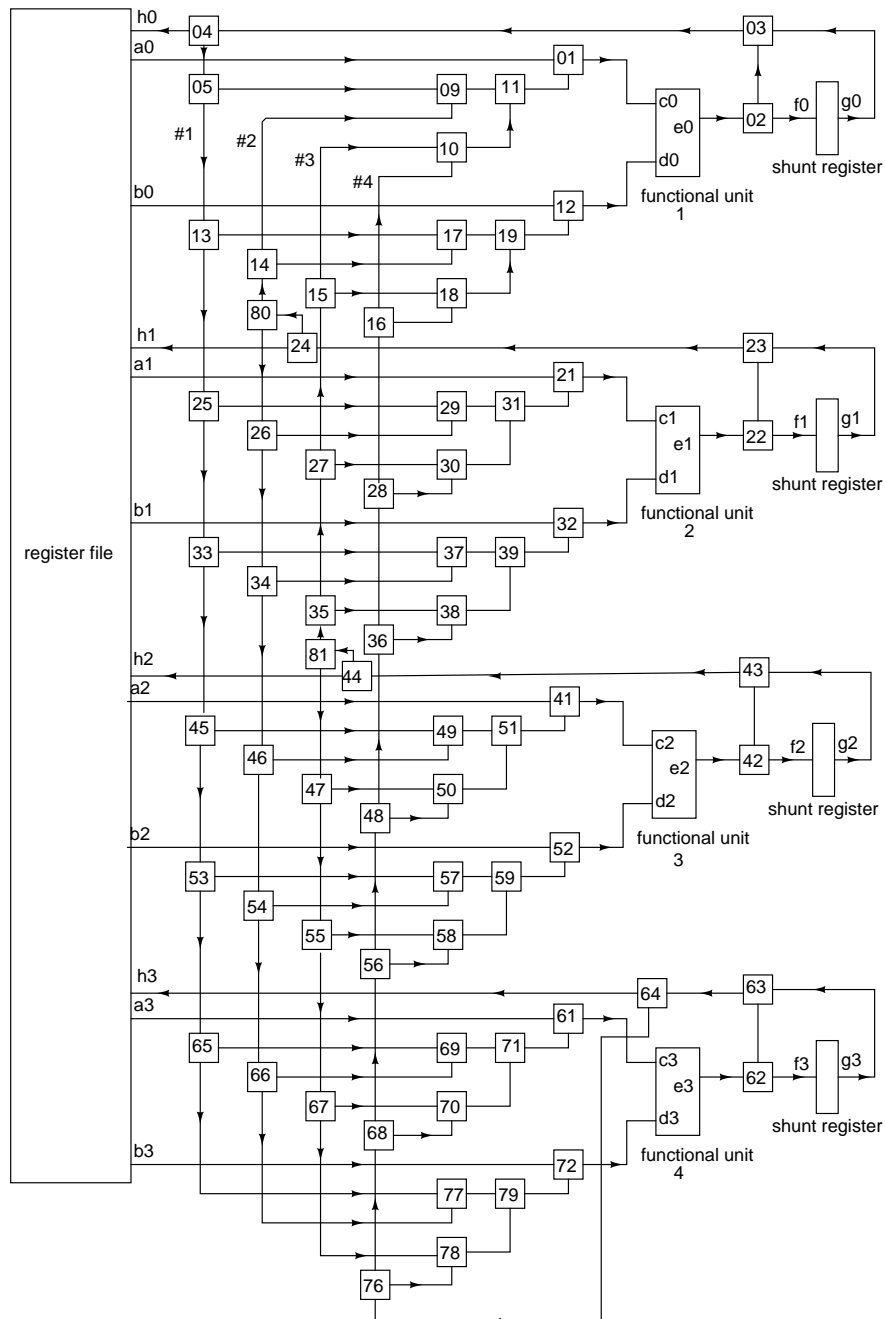 h0
04
03
a0
01
05
09
11
c0
e0
02
f0
g0
#1
#2
10
#3
d0
shunt register
#4
b0
12
functional unit
1
13
17
19
14
15
18
80
16
h1
24
23
a1
21
25
29
31
c1
26
e1
22
f1
g1
27
30
d1
28
shunt register
b1
32
functional unit
2
register file
33
37
39
34
35
38
36
81
h2
44
43
a2
41
45
49
51
c2
46
e2
42
f2
g2
47
50
d2
48
shunt register
b2
52
functional unit
3
53
57
59
54
55
58
56
h3
64
63
a3
61
65
69
71
c3
66
e3
62
f3
g3
67
70
d3
68
shunt register
b3
72
functional unit
4
77
79
78
76